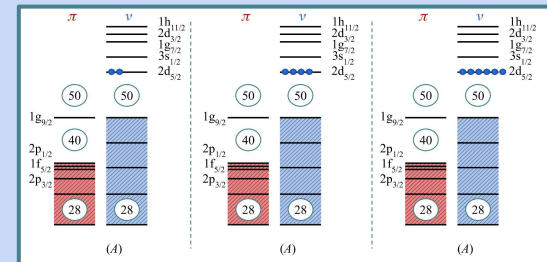 π ν
1h11/2
2d3/2
1g7/2
3s1/2
2d5/2
50 50
1g9/2
40
2p1/2
1f5/2
2p3/2
28 28
(A)
π ν
1h11/2
2d3/2
1g7/2
3s1/2
2d5/2
50 50
1g9/2
40
2p1/2
1f5/2
2p3/2
28 28
(A)
π ν
1h11/2
2d3/2
1g7/2
3s1/2
2d5/2
50 50
1g9/2
40
2p1/2
1f5/2
2p3/2
28 28
(A)